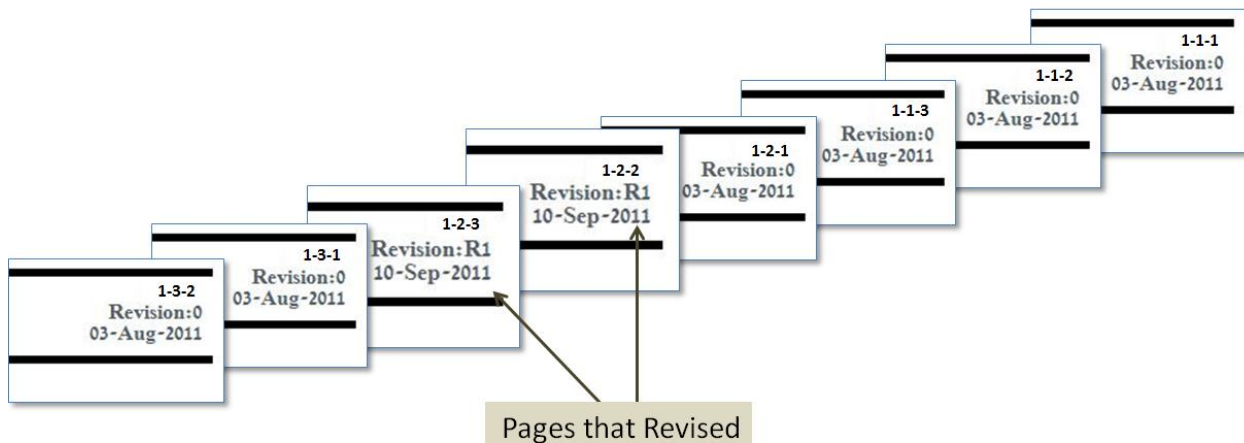 1-1-1
Revision:0
03-Aug-2011
1-1-2
Revision:0
03-Aug-2011
1-1-3
Revision:0
03-Aug-2011
1-2-1
Revision:0
03-Aug-2011
1-2-2
Revision:R1
10-Sep-2011
1-2-3
Revision:R1
10-Sep-2011
1-3-1
Revision:0
03-Aug-2011
1-3-2
Revision:0
03-Aug-2011
Pages that Revised